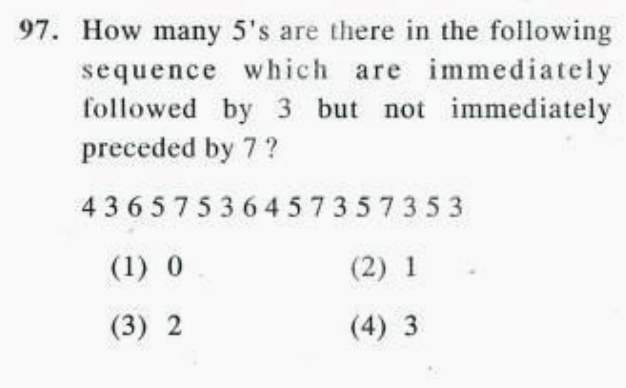 97. How many 5's are there in the following
sequence which are immediately
followed by 3 but not immediately
preceded by 7 ?
4 3 6 5 7 5 3 6 4 5 7 3 5 7 3 5 3
(1) 0 (2) 1
(3) 2 (4) 3